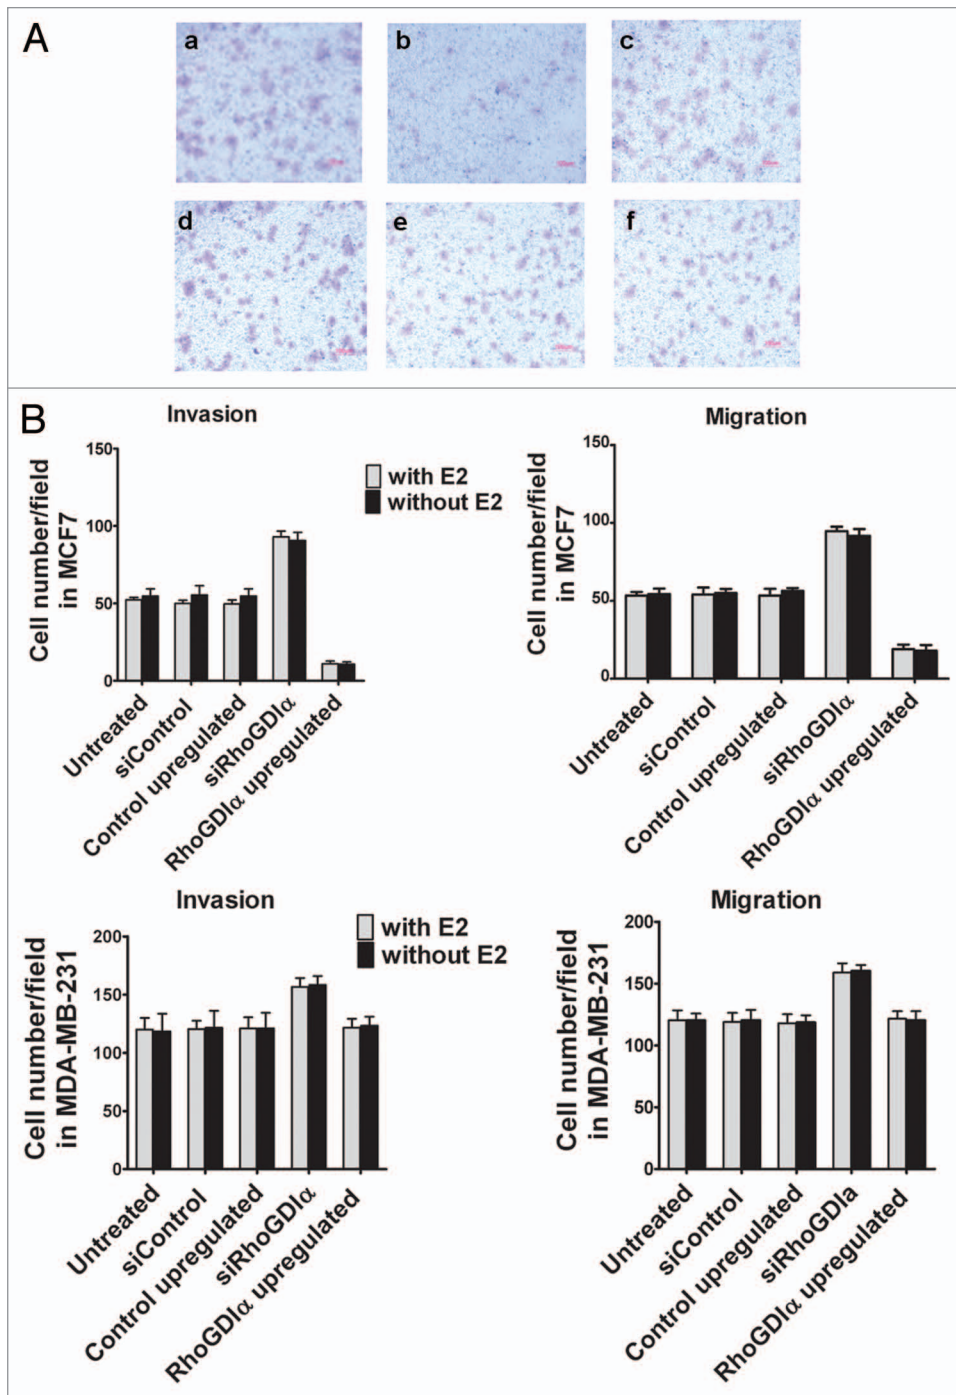 A
a
b
c
d
e
f
B
Invasion
Cell number/field
in MCF7
150
100
50
0
with E2
without E2
Untreated
siControl
Control upregulated
siRhoGDIα
RhoGDIα upregulated
Migration
Cell number/field
in MCF7
150
100
50
0
Untreated
siControl
Control upregulated
siRhoGDIα
RhoGDIα upregulated
Invasion
Cell number/field
in MDA-MB-231
200
150
100
50
0
with E2
without E2
Untreated
siControl
Control upregulated
siRhoGDIα
RhoGDIα upregulated
Migration
Cell number/field
in MDA-MB-231
200
150
100
50
0
Untreated
siControl
Control upregulated
siRhoGDIa
RhoGDIα upregulated